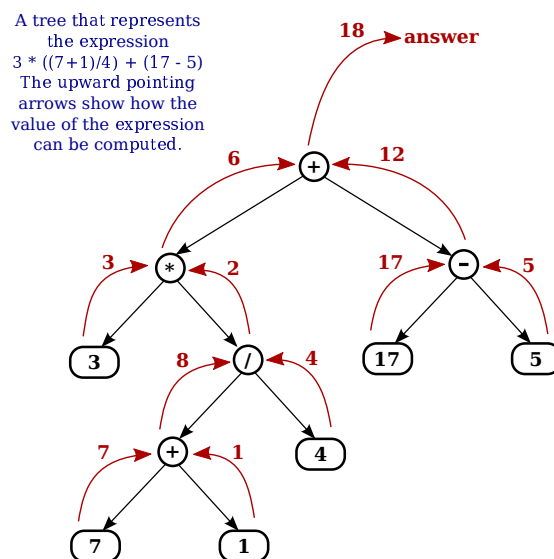 A tree that represents
the expression
3 * ((7+1)/4) + (17 - 5)
The upward pointing
arrows show how the
value of the expression
can be computed.
18
answer
6
12
+
3
*
2
17
-
5
3
8
/
4
17
5
7
+
1
4
7
1